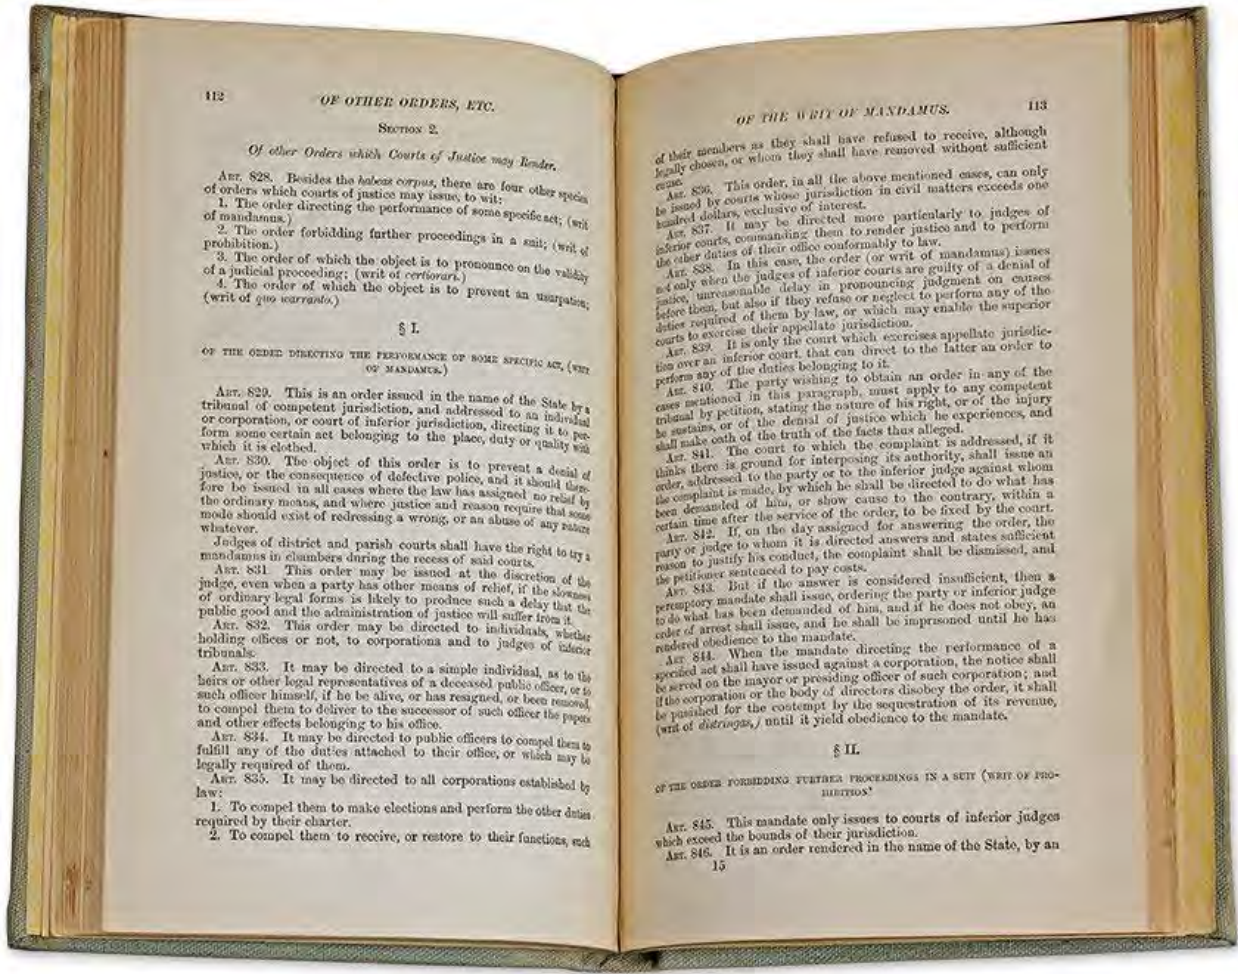 112
OF OTHER ORDERS, ETC.
SECTION 2.
Of other Orders which Courts of Justice may Render.
ART. 828. Besides the habeas corpus, there are four other species
of orders which courts of justice may issue, to wit:
1. The order directing the performance of some specific act; (writ
of mandamus.)
2. The order forbidding further proceedings in a suit; (writ of
prohibition.)
3. The order of which the object is to pronounce on the validity
of a judicial proceeding; (writ of certiorari.)
4. The order of which the object is to prevent an usurpation;
(writ of quo warranto.)
§ I.
OF THE ORDER DIRECTING THE PERFORMANCE OF SOME SPECIFIC ACT, (WRIT
OF MANDAMUS.)
ART. 829. This is an order issued in the name of the State by a
tribunal of competent jurisdiction, and addressed to an individual
or corporation, or court of inferior jurisdiction, directing it to per-
form some certain act belonging to the place, duty or quality with
which it is clothed.
ART. 830. The object of this order is to prevent a denial of
justice, or the consequence of defective police, and it should there-
fore be issued in all cases where the law has assigned no relief by
the ordinary means, and where justice and reason require that some
mode should exist of redressing a wrong, or an abuse of any nature
whatever.
Judges of district and parish courts shall have the right to try a
mandamus in chambers during the recess of said courts.
ART. 831 This order may be issued at the discretion of the
judge, even when a party has other means of relief, if the slowness
of ordinary legal forms is likely to produce such a delay that the
public good and the administration of justice will suffer from it.
ART. 832. This order may be directed to individuals, whether
holding offices or not, to corporations and to judges of inferior
tribunals.
ART. 833. It may be directed to a simple individual, as to the
heirs or other legal representatives of a deceased public officer, or to
such officer himself, if he be alive, or has resigned, or been removed,
to compel them to deliver to the successor of such officer the papers
and other effects belonging to his office.
ART. 834. It may be directed to public officers to compel them to
fulfill any of the duties attached to their office, or which may be
legally required of them.
ART. 835. It may be directed to all corporations established by
law:
1. To compel them to make elections and perform the other duties
required by their charter.
2. To compel them to receive, or restore to their functions, such
OF THE WRIT OF MANDAMUS.
113
of their members as they shall have refused to receive, although
legally chosen, or whom they shall have removed without sufficient
cause.
ART. 836. This order, in all the above mentioned cases, can only
be issued by courts whose jurisdiction in civil matters exceeds one
hundred dollars, exclusive of interest.
ART. 837. It may be directed more particularly to judges of
inferior courts, commanding them to render justice and to perform
the other duties of their office conformably to law.
ART. 838. In this case, the order (or writ of mandamus) issues
not only when the judges of inferior courts are guilty of a denial of
justice, unreasonable delay in pronouncing judgment on causes
before them, but also if they refuse or neglect to perform any of the
duties required of them by law, or which may enable the superior
courts to exercise their appellate jurisdiction.
ART. 839. It is only the court which exercises appellate jurisdic-
tion over an inferior court, that can direct to the latter an order to
perform any of the duties belonging to it.
ART. 840. The party wishing to obtain an order in any of the
cases mentioned in this paragraph, must apply to any competent
tribunal by petition, stating the nature of his right, or of the injury
he sustains, or of the denial of justice which he experiences, and
shall make oath of the truth of the facts thus alleged.
ART. 841. The court to which the complaint is addressed, if it
thinks there is ground for interposing its authority, shall issue an
order, addressed to the party or to the inferior judge against whom
the complaint is made, by which he shall be directed to do what has
been demanded of him, or show cause to the contrary, within a
certain time after the service of the order, to be fixed by the court.
ART. 842. If, on the day assigned for answering the order, the
party or judge to whom it is directed answers and states sufficient
reason to justify his conduct, the complaint shall be dismissed, and
the petitioner sentenced to pay costs.
ART. 843. But if the answer is considered insufficient, then a
peremptory mandate shall issue, ordering the party or inferior judge
to do what has been demanded of him, and if he does not obey, an
order of arrest shall issue, and he shall be imprisoned until he has
rendered obedience to the mandate.
ART 844. When the mandate directing the performance of a
specified act shall have issued against a corporation, the notice shall
be served on the mayor or presiding officer of such corporation; and
if the corporation or the body of directors disobey the order, it shall
be punished for the contempt by the sequestration of its revenue,
(writ of distringas,) until it yield obedience to the mandate.
§ II.
OF THE ORDER FORBIDDING FURTHER PROCEEDINGS IN A SUIT (WRIT OF PRO-
HIBITION'
ART. 845. This mandate only issues to courts of inferior judges
which exceed the bounds of their jurisdiction.
ART. 846. It is an order rendered in the name of the State, by an
15